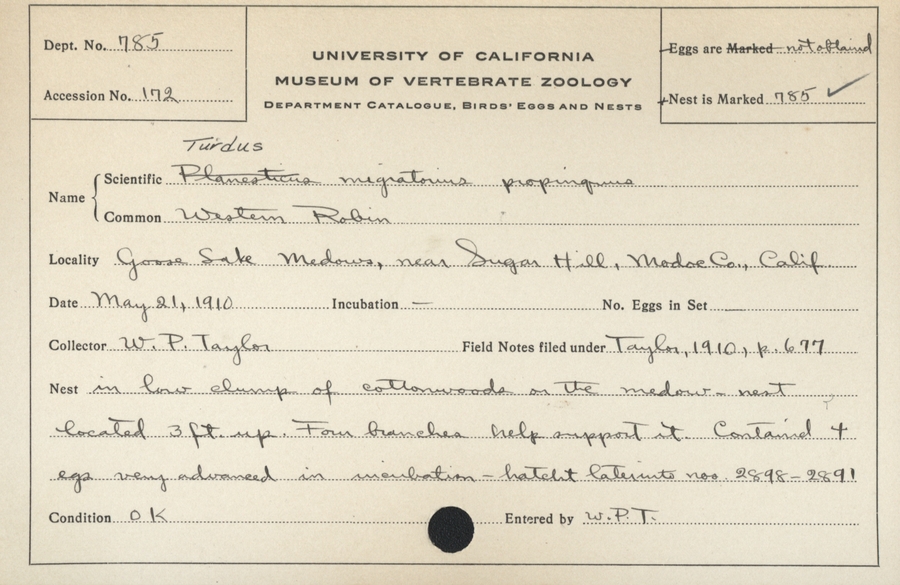 Dept. No. 785
Accession No. 172
UNIVERSITY OF CALIFORNIA
MUSEUM OF VERTEBRATE ZOOLOGY
DEPARTMENT CATALOGUE, BIRDS' EGGS AND NESTS
Eggs are Marked not obtained
Nest is Marked 785 ✓
Turdus
Name
Scientific Planesticus migratorius propinquus
Common Western Robin
Locality Goose Lake Medows, near Sugar Hill, Modoc Co., Calif
Date May 21, 1910 Incubation — No. Eggs in Set —
Collector W. P. Taylor Field Notes filed under Taylor, 1910, p. 677
Nest in low clump of cottonwoods on the medow - nest
located 3 ft. up. Four branches help support it. Containd 4
egs very advanced in incubation - hatcht later into nos. 2898-2891
Condition OK Entered by W.P.T.